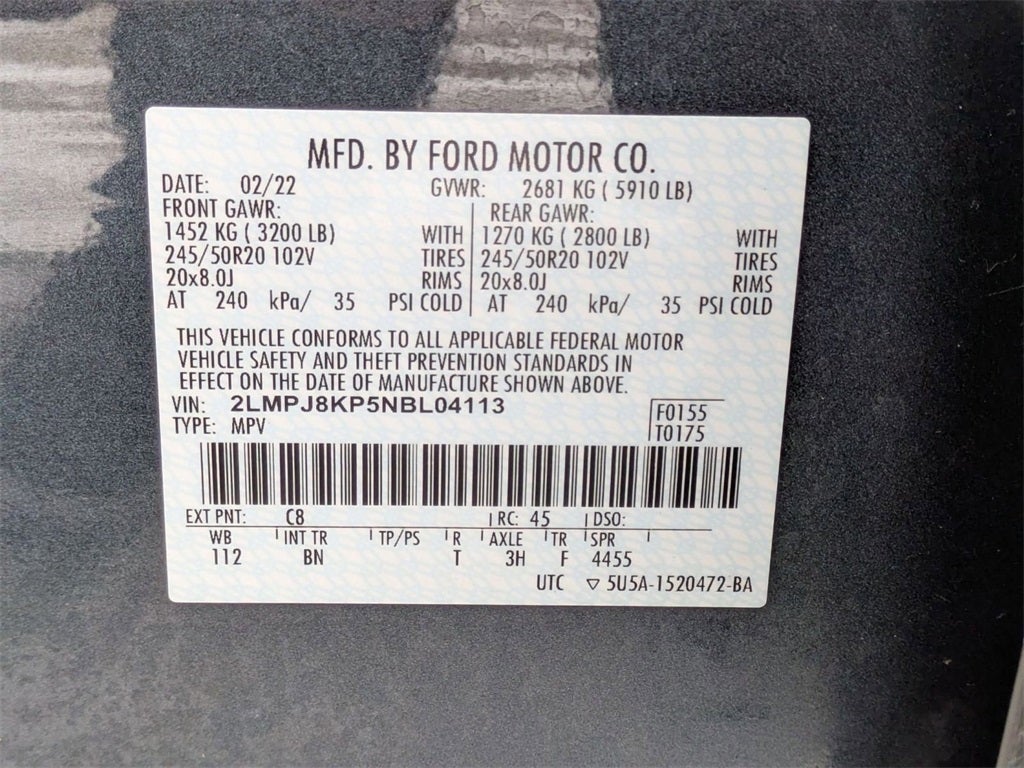 MFD. BY FORD MOTOR CO.
DATE: 02/22 GVWR: 2681 KG ( 5910 LB)
FRONT GAWR: REAR GAWR:
1452 KG ( 3200 LB) WITH 1270 KG ( 2800 LB) WITH
245/50R20 102V TIRES 245/50R20 102V TIRES
20x8.0J RIMS 20x8.0J RIMS
AT 240 kPa/ 35 PSI COLD AT 240 kPa/ 35 PSI COLD
THIS VEHICLE CONFORMS TO ALL APPLICABLE FEDERAL MOTOR
VEHICLE SAFETY AND THEFT PREVENTION STANDARDS IN
EFFECT ON THE DATE OF MANUFACTURE SHOWN ABOVE.
VIN: 2LMPJ8KP5NBL04113 F0155
TYPE: MPV T0175
EXT PNT: C8 RC: 45 DSO:
WB INT TR TP/PS R AXLE TR SPR
112 BN T 3H F 4455
UTC ▽ 5U5A-1520472-BA